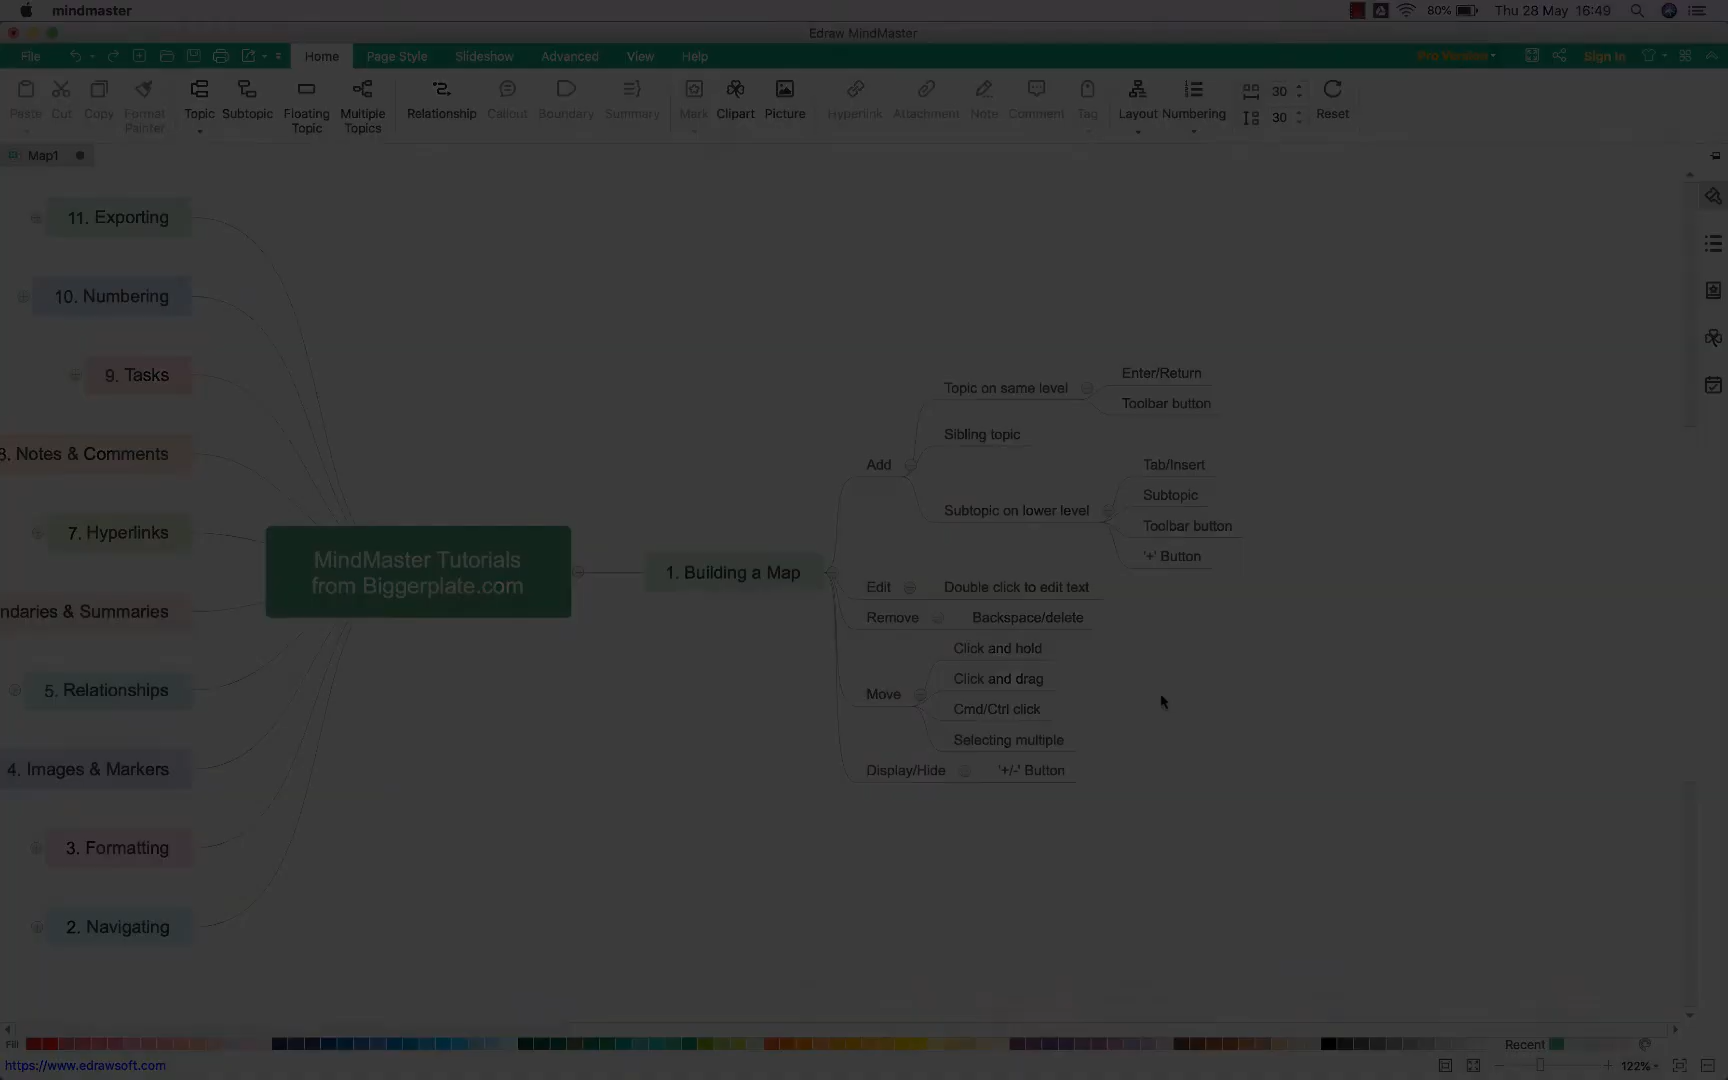 mindmaster
80%
Thu 28 May 16:49
Edraw MindMaster
File
Home
Page Style
Slideshow
Advanced
View
Help
Pro Version
Sign In
Paste
Cut
Copy
Format
Painter
Topic
Subtopic
Floating
Topic
Multiple
Topics
Relationship
Callout
Boundary
Summary
Mark
Clipart
Picture
Hyperlink
Attachment
Note
Comment
Tag
Layout
Numbering
30
30
Reset
Map1
11. Exporting
10. Numbering
9. Tasks
8. Notes & Comments
7. Hyperlinks
ndaries & Summaries
5. Relationships
4. Images & Markers
3. Formatting
2. Navigating
MindMaster Tutorials
from Biggerplate.com
1. Building a Map
Add
Topic on same level
Enter/Return
Toolbar button
Sibling topic
Subtopic on lower level
Tab/Insert
Subtopic
Toolbar button
'+' Button
Edit
Double click to edit text
Remove
Backspace/delete
Move
Click and hold
Click and drag
Cmd/Ctrl click
Selecting multiple
Display/Hide
'+/-' Button
Fill
Recent
https://www.edrawsoft.com
122%